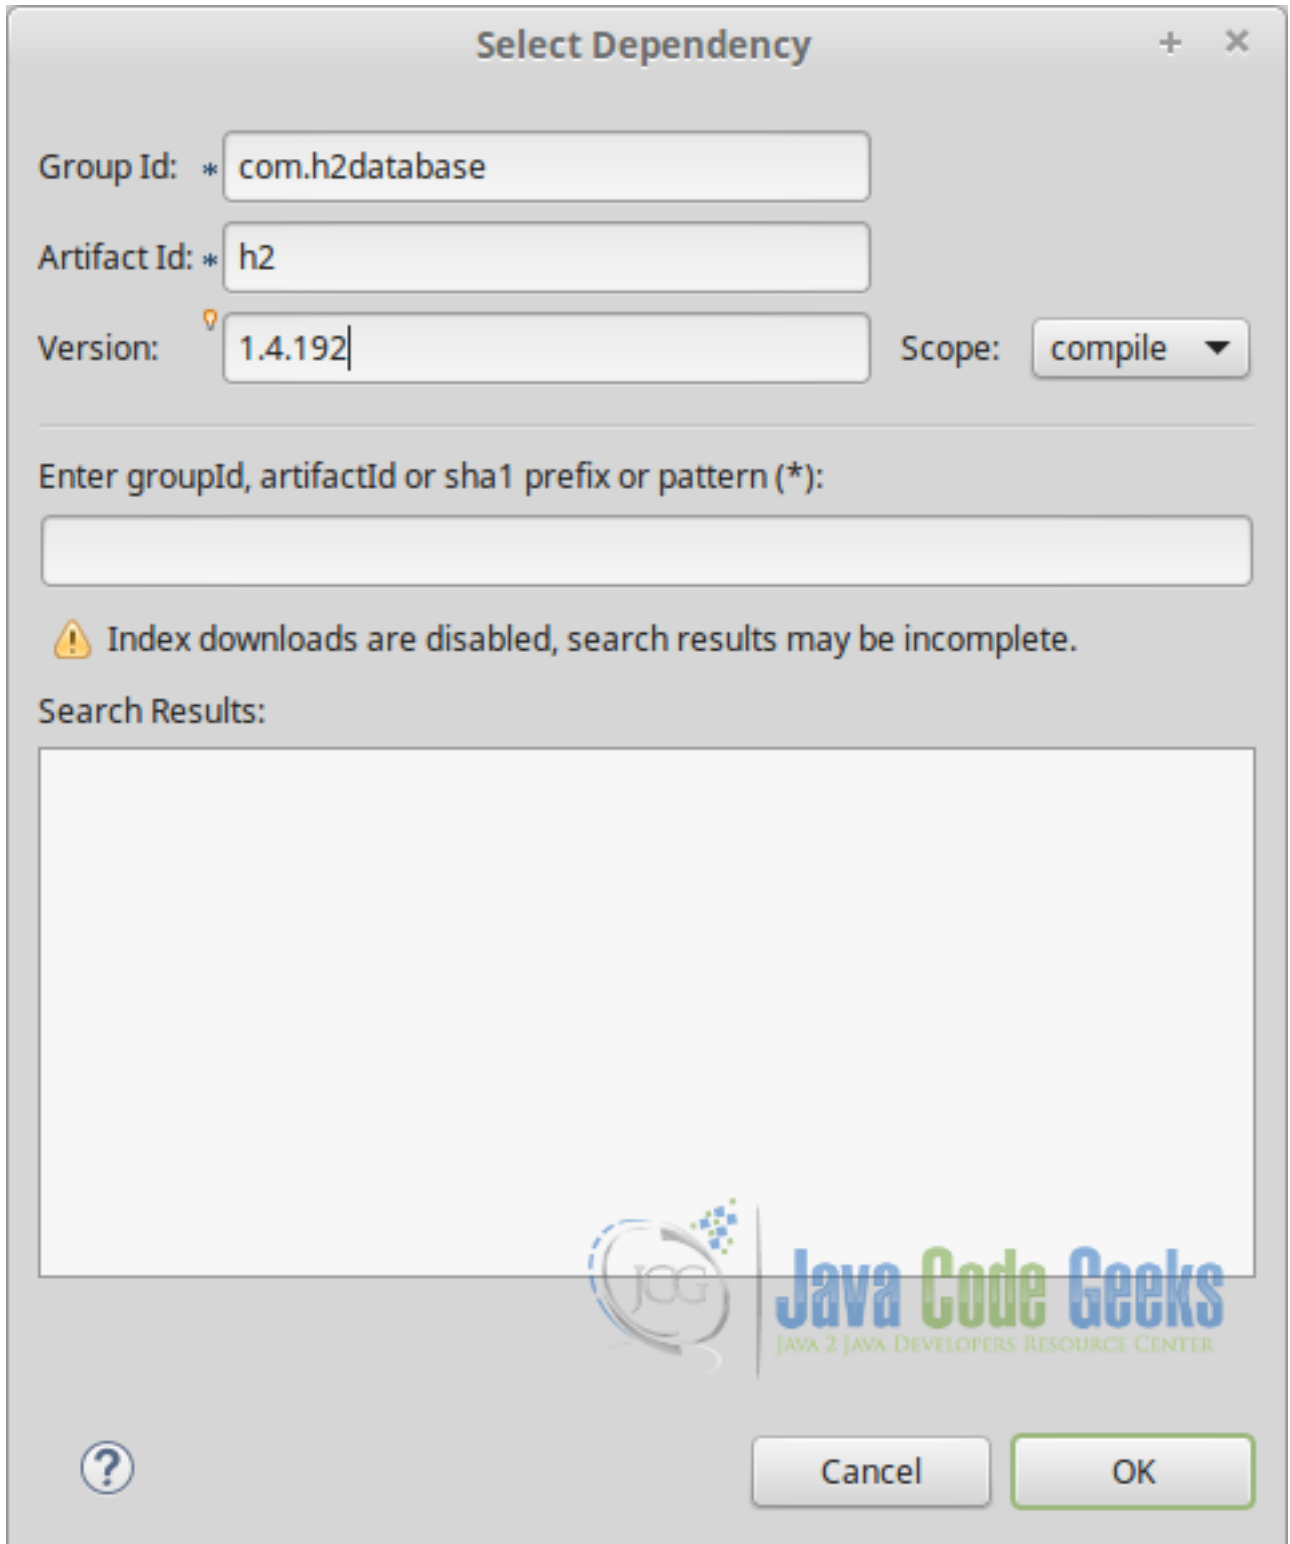 Select Dependency
Group Id: * com.h2database
Artifact Id: * h2
Version: 1.4.192 Scope: compile
Enter groupId, artifactId or sha1 prefix or pattern (*):
Index downloads are disabled, search results may be incomplete.
Search Results:
JCG Java Code Geeks
JAVA 2 JAVA DEVELOPERS RESOURCE CENTER
Cancel OK